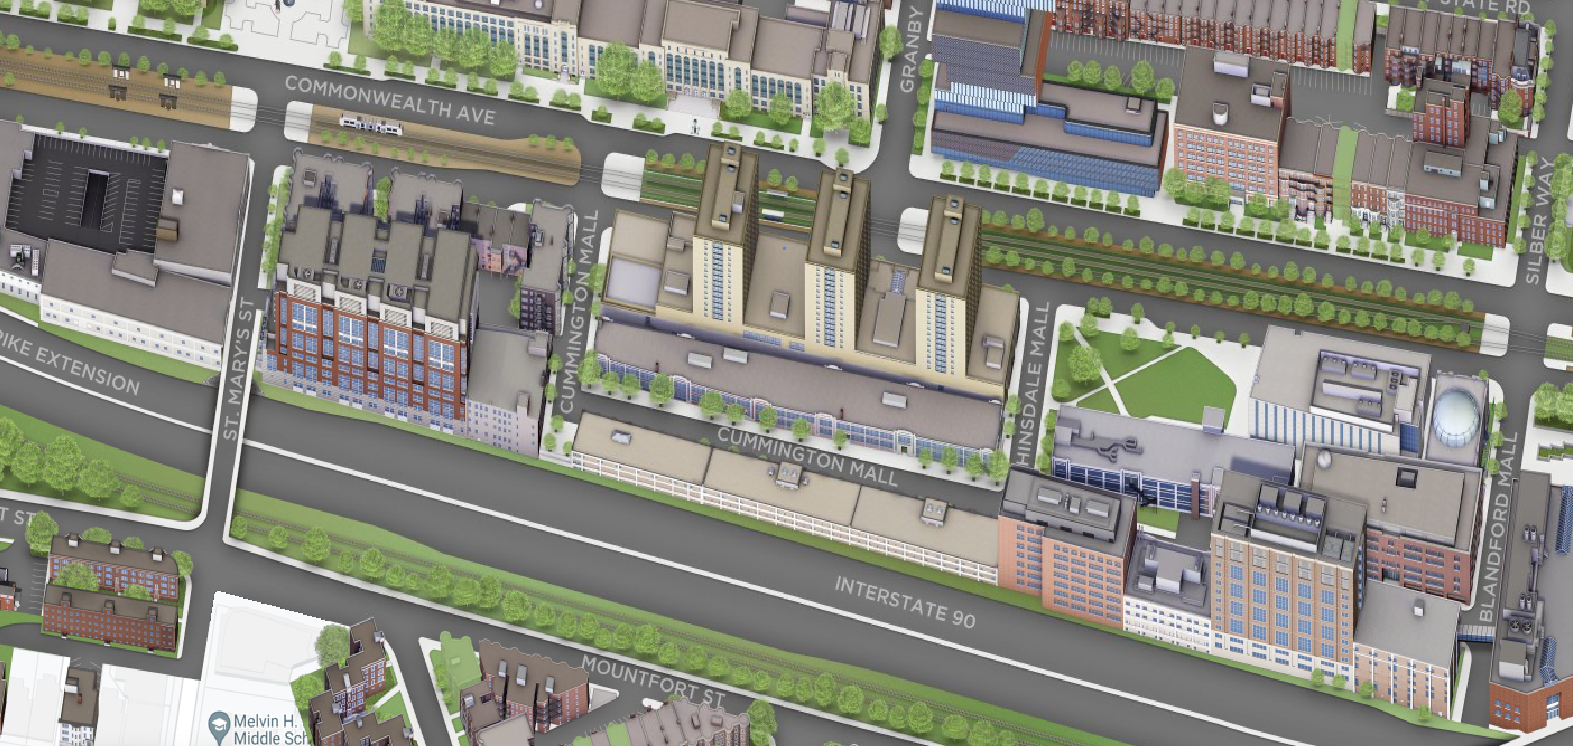 STATE RD
GRANBY
COMMONWEALTH AVE
SILBER WAY
CUMMINGTON MALL
ST. MARY'S ST
HINSDALE MALL
PIKE EXTENSION
CUMMINGTON MALL
BLANDFORD MALL
T ST
INTERSTATE 90
MOUNTFORT ST
Melvin H.
Middle Sch